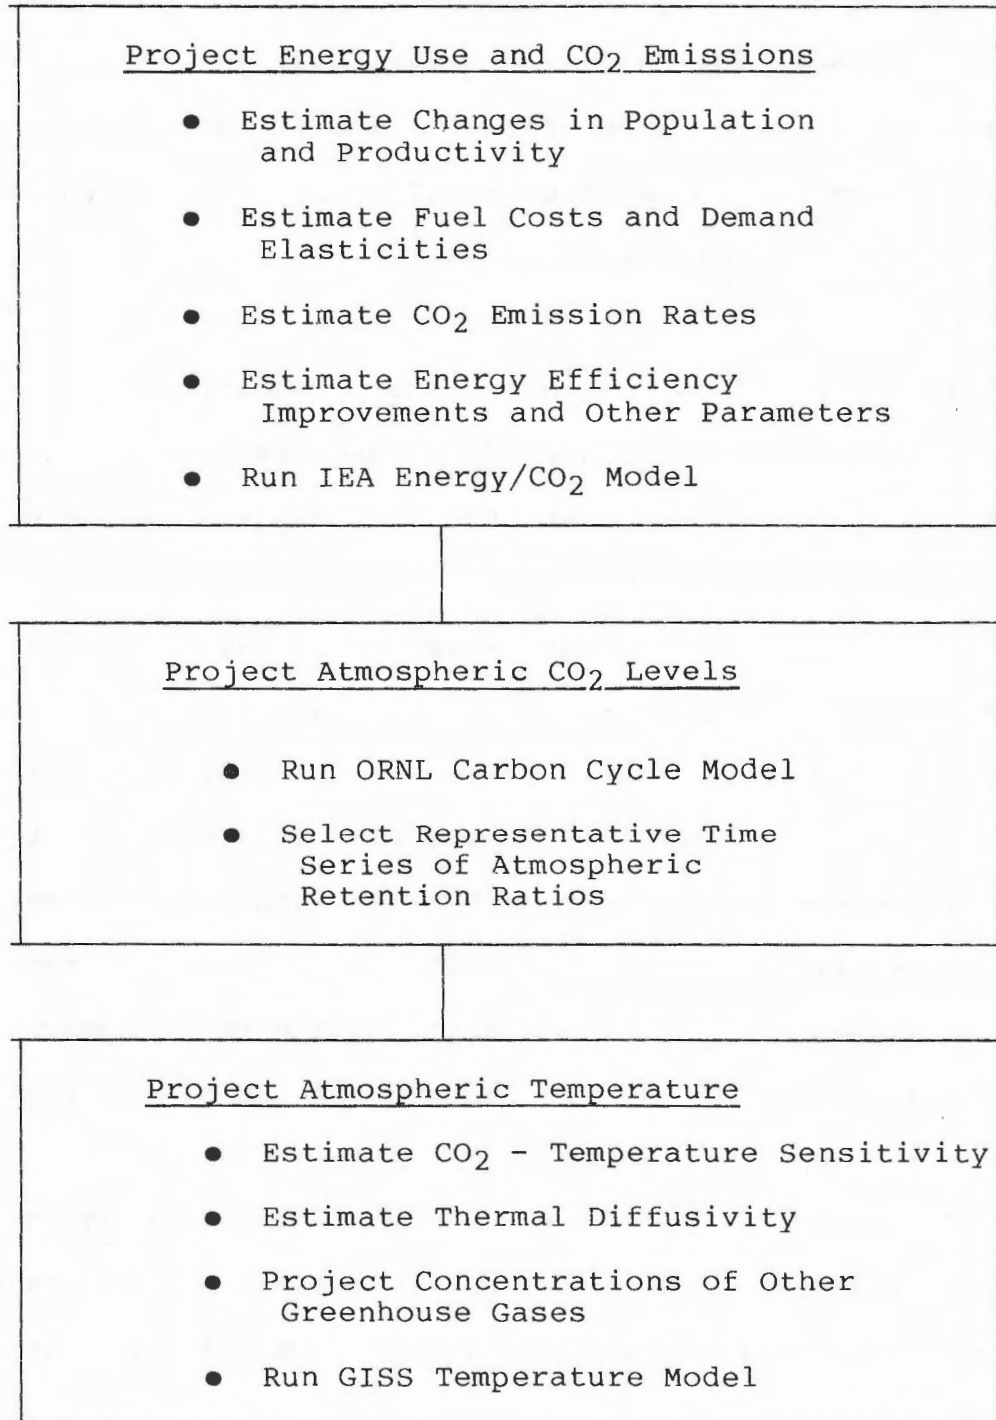 Project Energy Use and CO2 Emissions
● Estimate Changes in Population
and Productivity
● Estimate Fuel Costs and Demand
Elasticities
● Estimate CO2 Emission Rates
● Estimate Energy Efficiency
Improvements and Other Parameters
● Run IEA Energy/CO2 Model
Project Atmospheric CO2 Levels
● Run ORNL Carbon Cycle Model
● Select Representative Time
Series of Atmospheric
Retention Ratios
Project Atmospheric Temperature
● Estimate CO2 - Temperature Sensitivity
● Estimate Thermal Diffusivity
● Project Concentrations of Other
Greenhouse Gases
● Run GISS Temperature Model